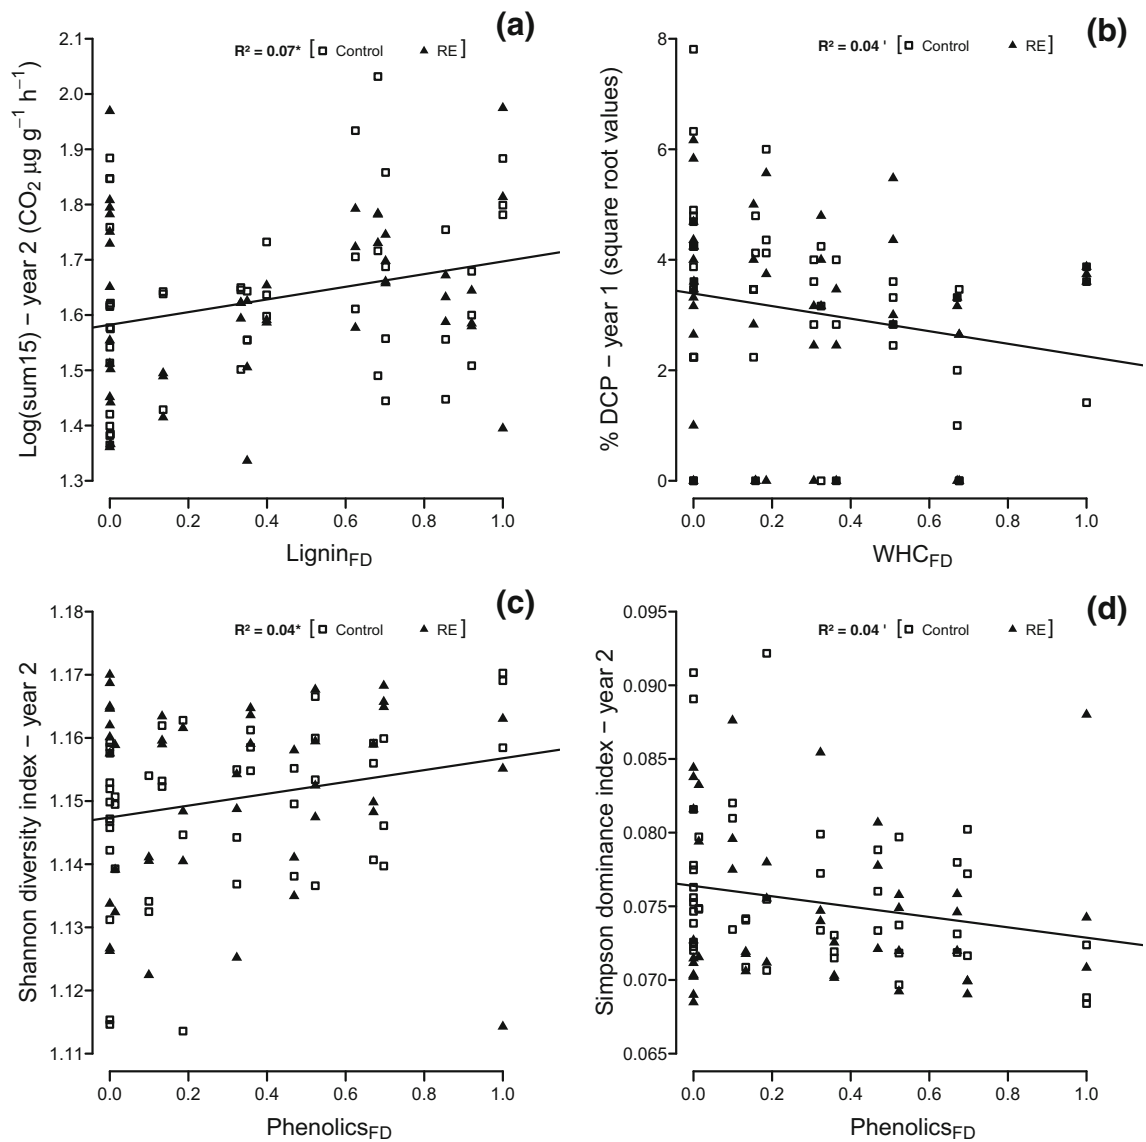 (a)
R² = 0.07* [ Control RE ]
Log(sum15) – year 2 (CO₂ µg g⁻¹ h⁻¹)
2.1
2.0
1.9
1.8
1.7
1.6
1.5
1.4
1.3
0.0 0.2 0.4 0.6 0.8 1.0
Lignin_FD
(b)
R² = 0.04 ' [ Control RE ]
% DCP – year 1 (square root values)
8
6
4
2
0
0.0 0.2 0.4 0.6 0.8 1.0
WHC_FD
(c)
R² = 0.04* [ Control RE ]
Shannon diversity index – year 2
1.18
1.17
1.16
1.15
1.14
1.13
1.12
1.11
0.0 0.2 0.4 0.6 0.8 1.0
Phenolics_FD
(d)
R² = 0.04 ' [ Control RE ]
Simpson dominance index – year 2
0.095
0.090
0.085
0.080
0.075
0.070
0.065
0.0 0.2 0.4 0.6 0.8 1.0
Phenolics_FD